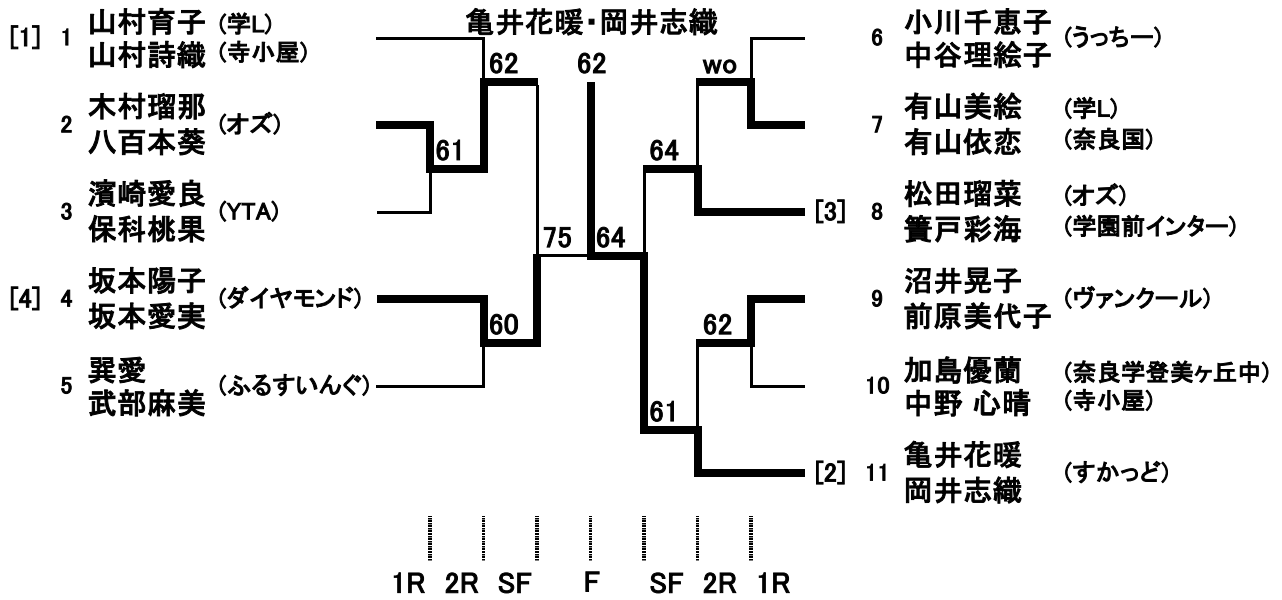 亀井花暖・岡井志織
[1] 1 山村育子 (学L)
山村詩織 (寺小屋)
2 木村瑠那
八百本葵 (オズ)
3 濱崎愛良
保科桃果 (YTA)
[4] 4 坂本陽子
坂本愛実 (ダイヤモンド)
5 巽愛
武部麻美 (ふるすいんぐ)
62
61
60
75
62
64
wo
64
62
61
6 小川千恵子
中谷理絵子 (うっちー)
7 有山美絵 (学L)
有山依恋 (奈良国)
[3] 8 松田瑠菜 (オズ)
簀戸彩海 (学園前インター)
9 沼井晃子
前原美代子 (ヴァンクール)
10 加島優蘭 (奈良学登美ヶ丘中)
中野 心晴 (寺小屋)
[2] 11 亀井花暖
岡井志織 (すかっど)
1R 2R SF F SF 2R 1R